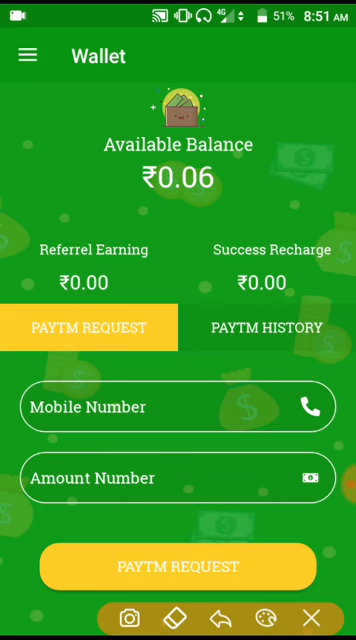 4G 51% 8:51 AM
Wallet
Available Balance
₹0.06
Referrel Earning Success Recharge
₹0.00 ₹0.00
PAYTM REQUEST PAYTM HISTORY
Mobile Number
Amount Number
PAYTM REQUEST